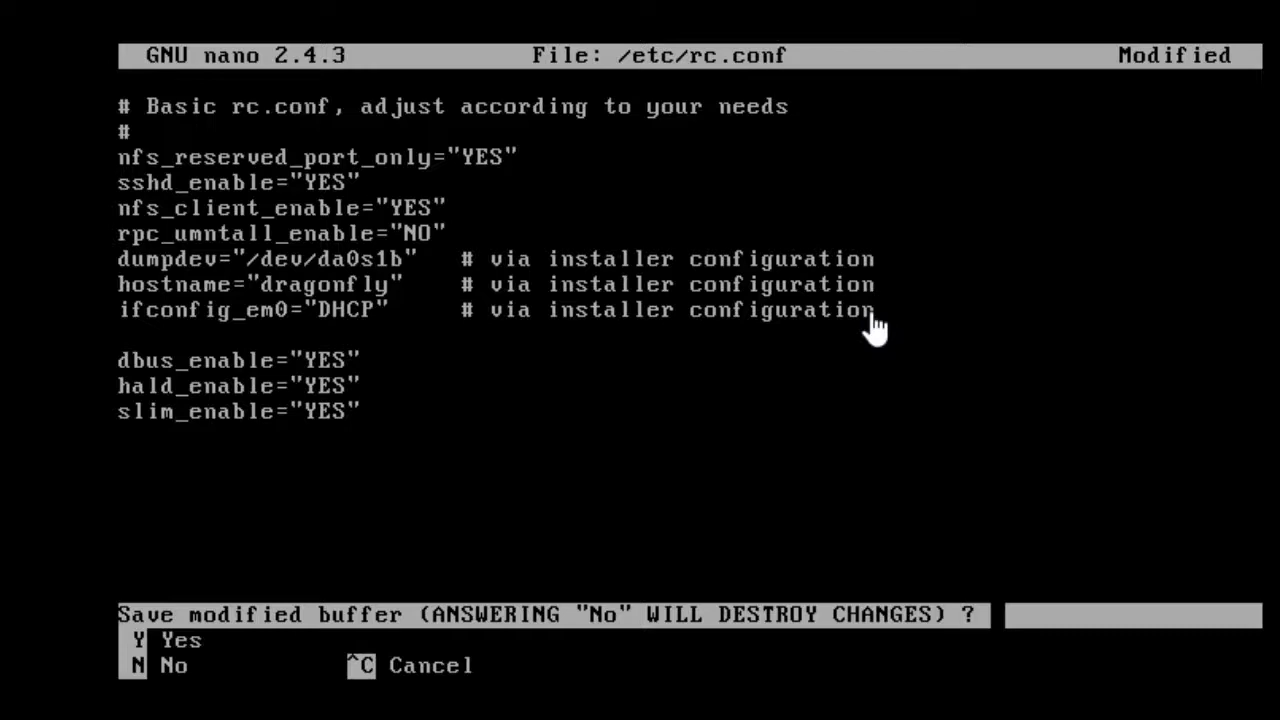 GNU nano 2.4.3 File: /etc/rc.conf Modified
# Basic rc.conf, adjust according to your needs
#
nfs_reserved_port_only="YES"
sshd_enable="YES"
nfs_client_enable="YES"
rpc_umntall_enable="NO"
dumpdev="/dev/da0s1b" # via installer configuration
hostname="dragonfly" # via installer configuration
ifconfig_em0="DHCP" # via installer configuration
dbus_enable="YES"
hald_enable="YES"
slim_enable="YES"
Save modified buffer (ANSWERING "No" WILL DESTROY CHANGES) ?
Y Yes
N No ^C Cancel